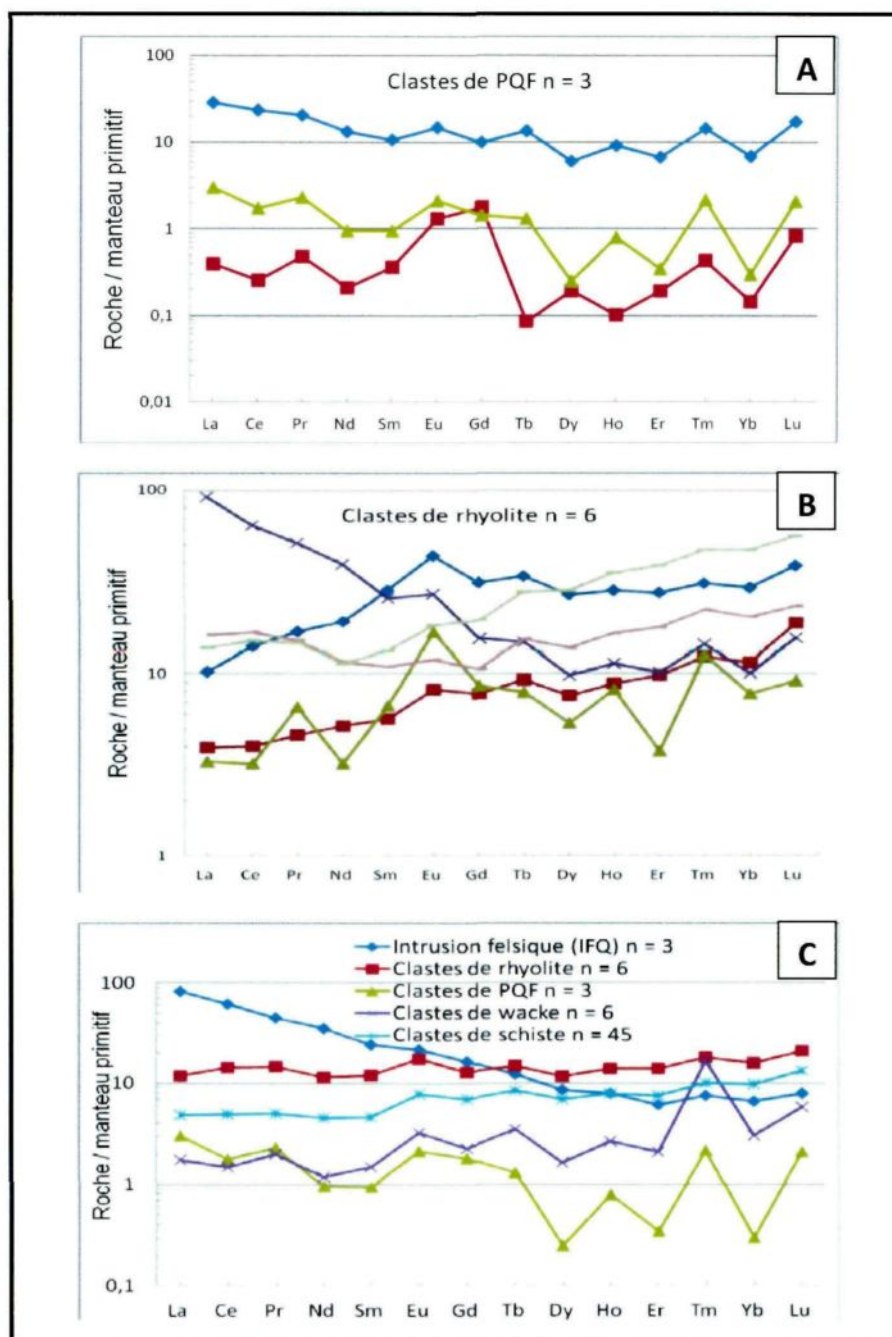 A
Clastes de PQF n = 3
Roche / manteau primitif
100
10
1
0,1
0,01
La Ce Pr Nd Sm Eu Gd Tb Dy Ho Er Tm Yb Lu
B
Clastes de rhyolite n = 6
Roche / manteau primitif
100
10
1
La Ce Pr Nd Sm Eu Gd Tb Dy Ho Er Tm Yb Lu
C
Intrusion felsique (IFQ) n = 3
Clastes de rhyolite n = 6
Clastes de PQF n = 3
Clastes de wacke n = 6
Clastes de schiste n = 45
Roche / manteau primitif
100
10
1
0,1
La Ce Pr Nd Sm Eu Gd Tb Dy Ho Er Tm Yb Lu